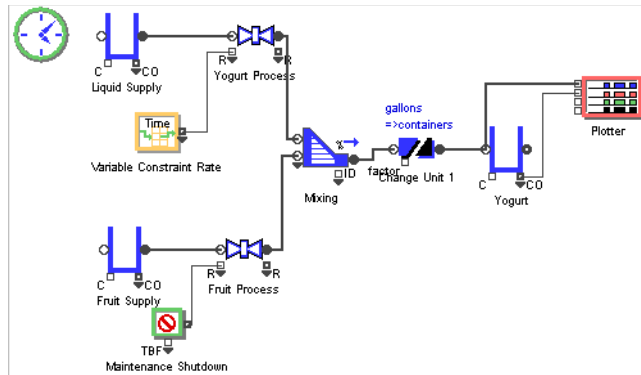 R
R
Yogurt Process
C
CO
Liquid Supply
Time
Variable Constraint Rate
gallons
=>containers
%
ID
Mixing
factor
Change Unit 1
C
CO
Yogurt
Plotter
C
CO
Fruit Supply
R
R
Fruit Process
TBF
Maintenance Shutdown